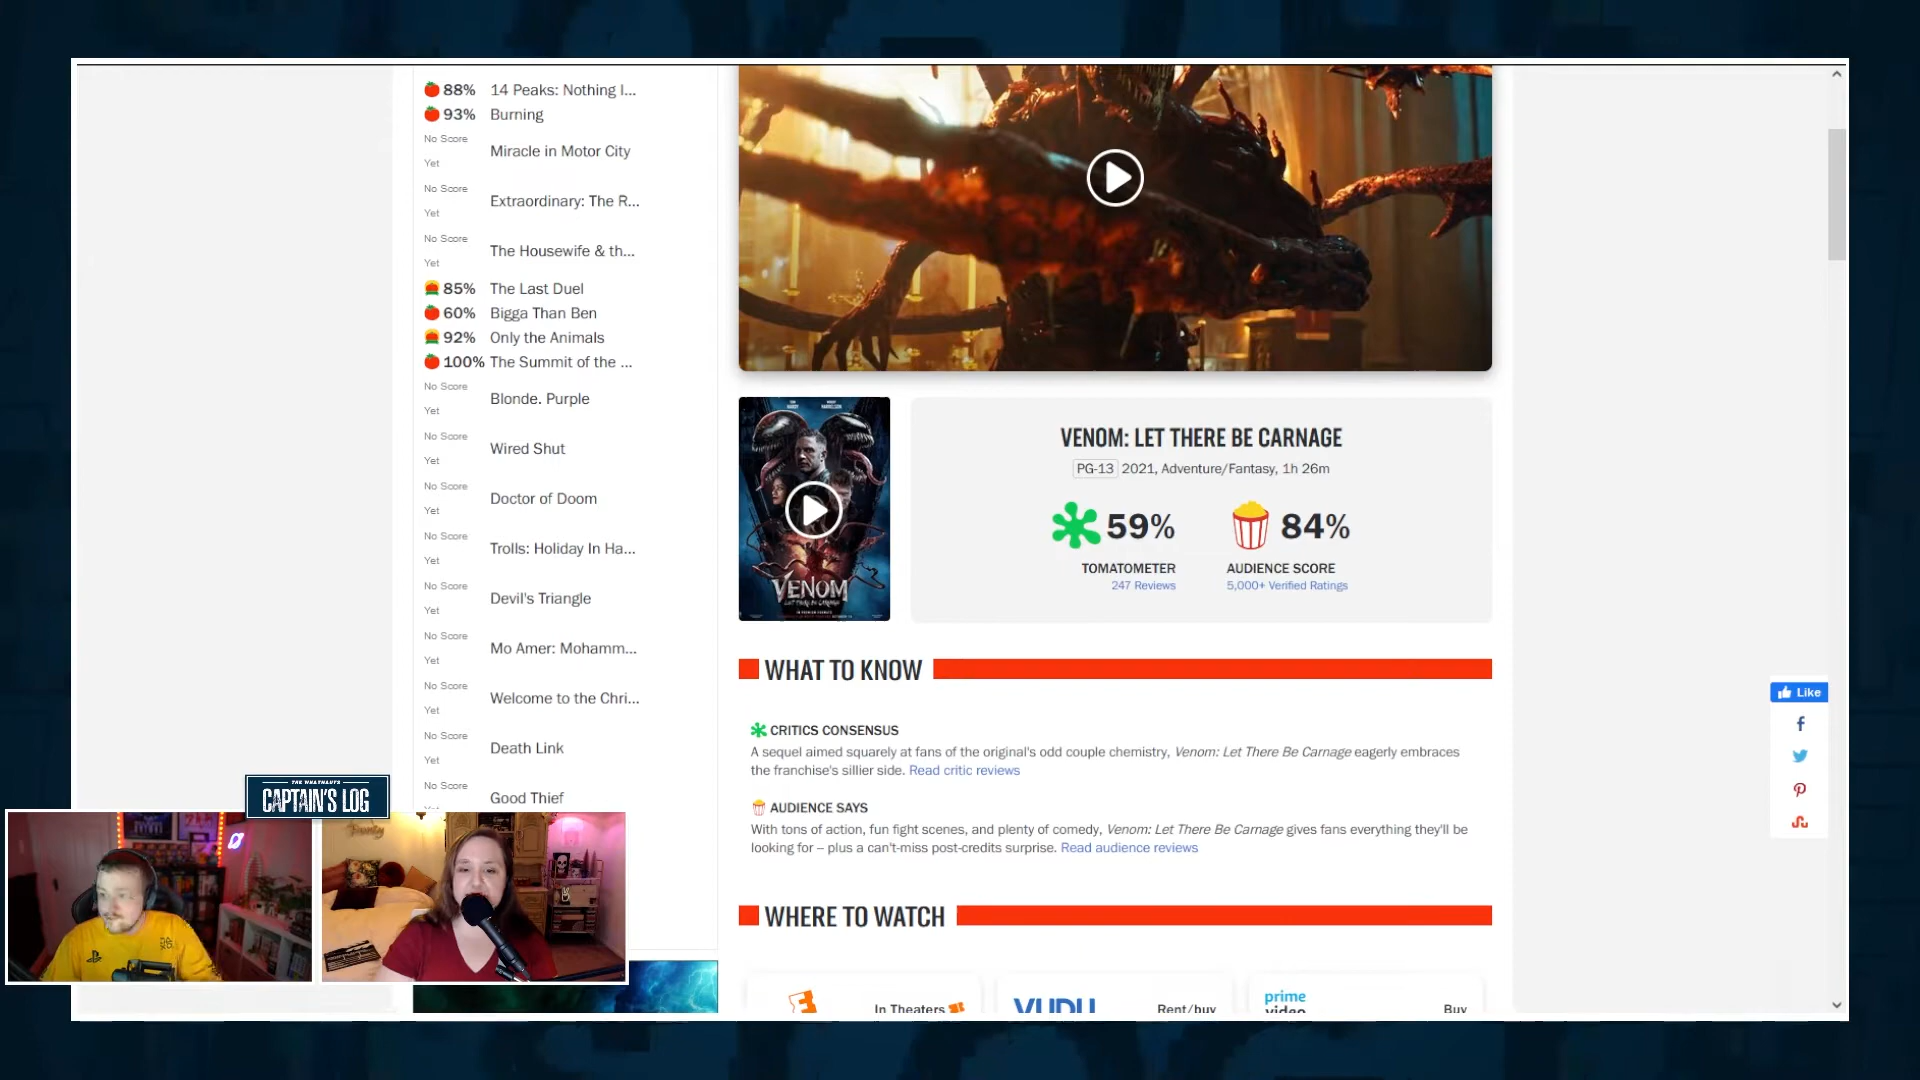 88% 14 Peaks: Nothing I...
93% Burning
No Score Yet Miracle in Motor City
No Score Yet Extraordinary: The R...
No Score Yet The Housewife & th...
85% The Last Duel
60% Bigga Than Ben
92% Only the Animals
100% The Summit of the ...
No Score Yet Blonde. Purple
No Score Yet Wired Shut
No Score Yet Doctor of Doom
No Score Yet Trolls: Holiday In Ha...
No Score Yet Devil's Triangle
No Score Yet Mo Amer: Mohamm...
No Score Yet Welcome to the Chri...
No Score Yet Death Link
No Score Good Thief
THE WHATNAUTS
CAPTAIN'S LOG
VENOM
LET THERE BE CARNAGE
VENOM: LET THERE BE CARNAGE
PG-13 2021, Adventure/Fantasy, 1h 26m
59% 84%
TOMATOMETER AUDIENCE SCORE
247 Reviews 5,000+ Verified Ratings
WHAT TO KNOW
CRITICS CONSENSUS
A sequel aimed squarely at fans of the original's odd couple chemistry, Venom: Let There Be Carnage eagerly embraces
the franchise's sillier side. Read critic reviews
AUDIENCE SAYS
With tons of action, fun fight scenes, and plenty of comedy, Venom: Let There Be Carnage gives fans everything they'll be
looking for – plus a can't-miss post-credits surprise. Read audience reviews
WHERE TO WATCH
In Theaters VUDU Rent/buy prime video Buy
Like